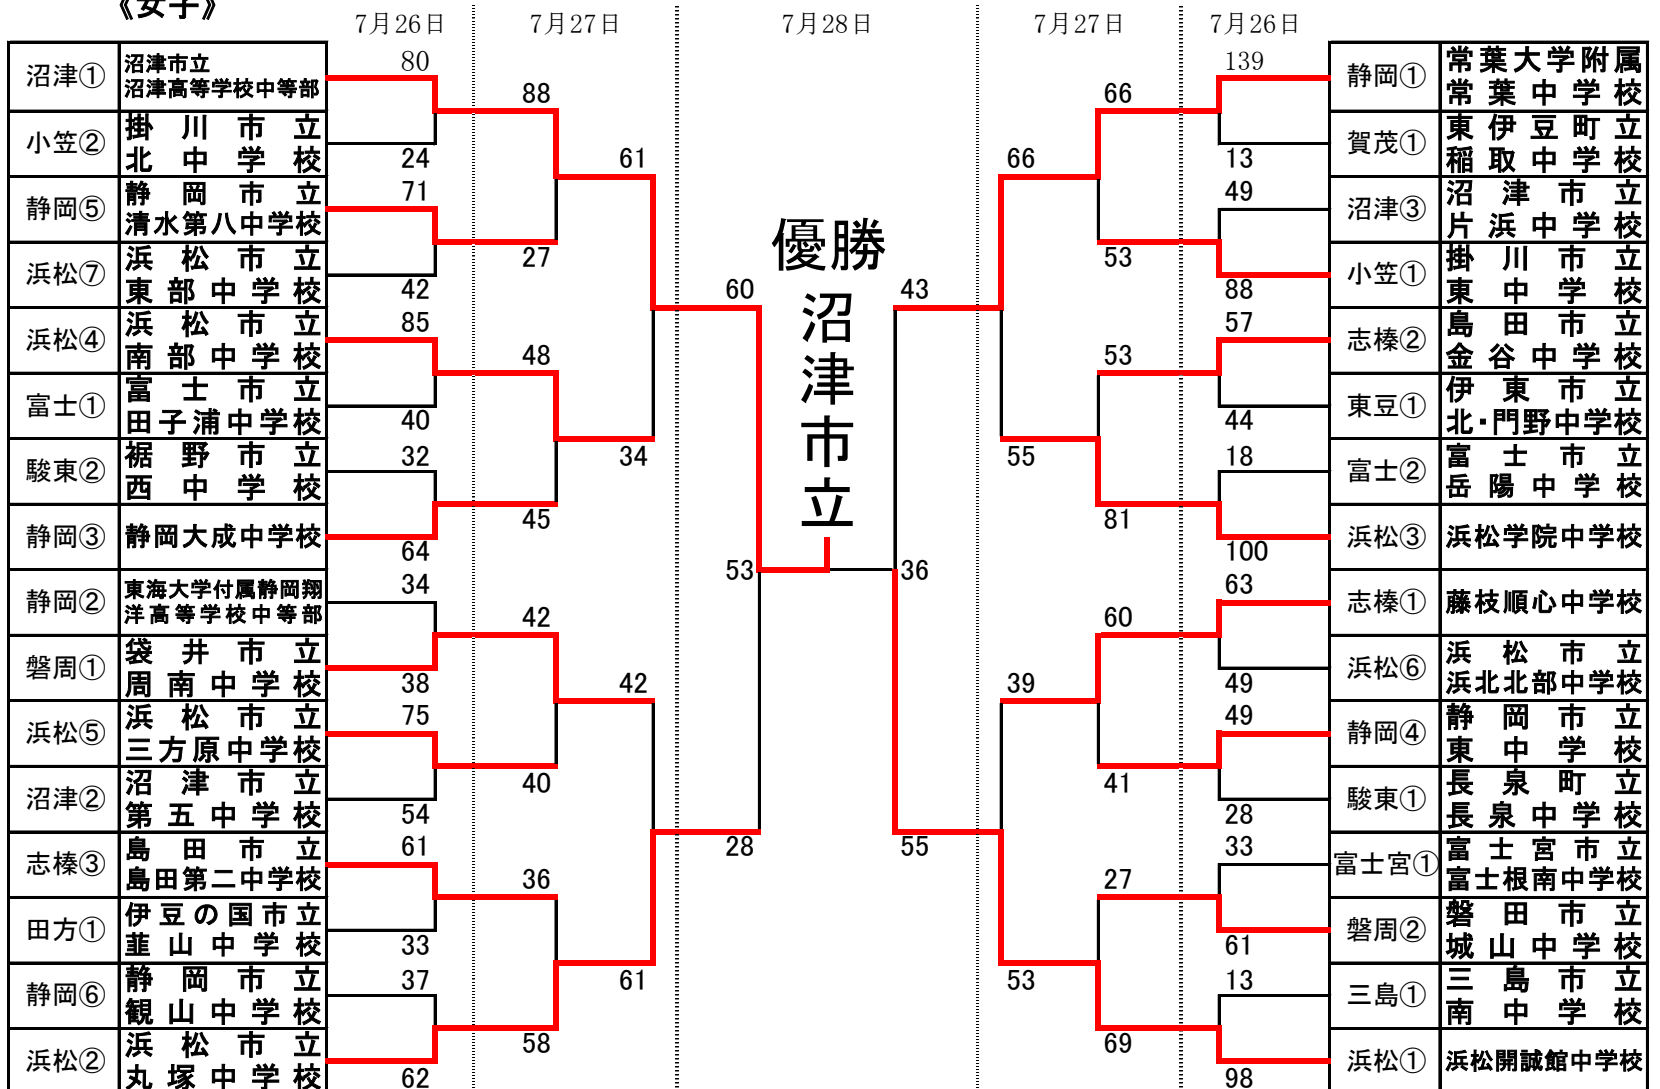 《女子》
7月26日
7月27日
7月28日
7月27日
7月26日
沼津①
沼津市立
沼津高等学校中等部
小笠②
掛川市立
北中学校
静岡⑤
静岡市立
清水第八中学校
浜松⑦
浜松市立
東部中学校
浜松④
浜松市立
南部中学校
富士①
富士市立
田子浦中学校
駿東②
裾野市立
西中学校
静岡③
静岡大成中学校
静岡②
東海大学付属静岡翔
洋高等学校中等部
磐周①
袋井市立
周南中学校
浜松⑤
浜松市立
三方原中学校
沼津②
沼津市立
第五中学校
志榛③
島田市立
島田第二中学校
田方①
伊豆の国市立
韮山中学校
静岡⑥
静岡市立
観山中学校
浜松②
浜松市立
丸塚中学校
80
24
71
42
85
40
32
64
34
38
75
54
61
33
37
62
88
27
48
45
42
40
36
58
61
34
42
61
60
28
53
優勝
沼津市立
36
43
55
66
55
39
53
66
53
53
81
60
41
27
69
139
13
49
88
57
44
18
100
63
49
49
28
33
61
13
98
静岡①
常葉大学附属
常葉中学校
賀茂①
東伊豆町立
稲取中学校
沼津③
沼津市立
片浜中学校
小笠①
掛川市立
東中学校
志榛②
島田市立
金谷中学校
東豆①
伊東市立
北・門野中学校
富士②
富士市立
岳陽中学校
浜松③
浜松学院中学校
志榛①
藤枝順心中学校
浜松⑥
浜松市立
浜北北部中学校
静岡④
静岡市立
東中学校
駿東①
長泉町立
長泉中学校
富士宮①
富士宮市立
富士根南中学校
磐周②
磐田市立
城山中学校
三島①
三島市立
南中学校
浜松①
浜松開誠館中学校